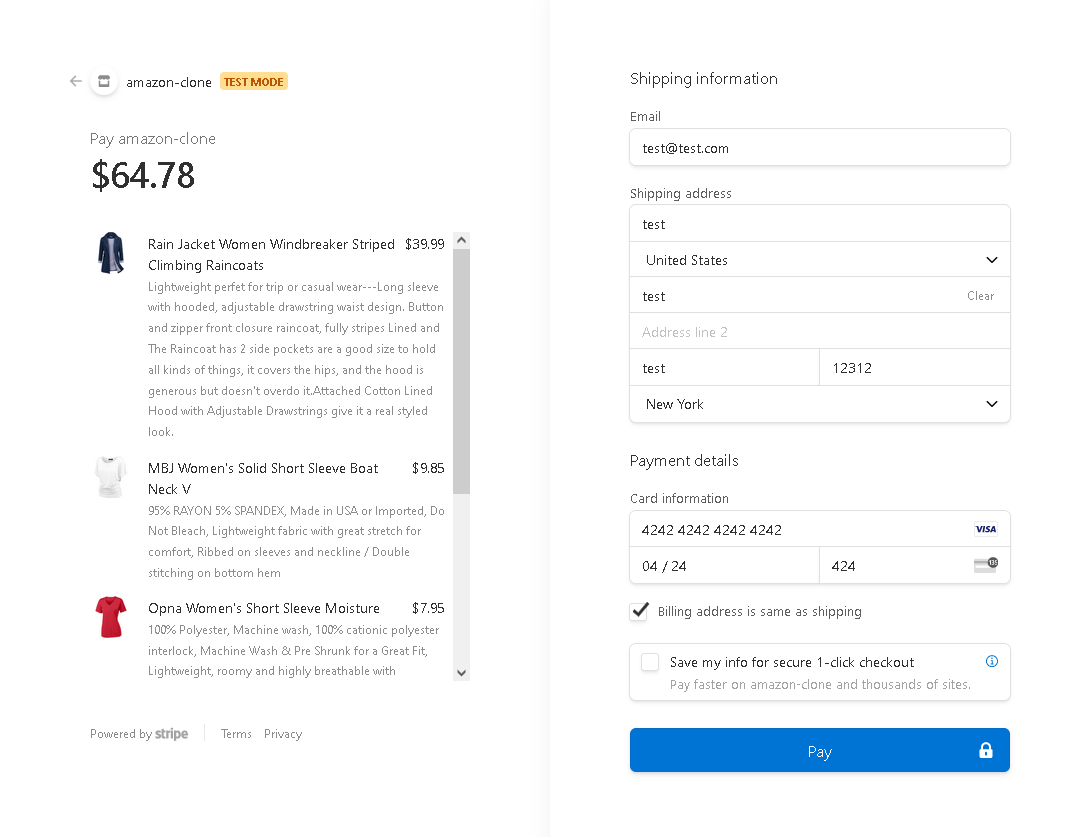 amazon-clone TEST MODE
Pay amazon-clone
$64.78
Rain Jacket Women Windbreaker Striped $39.99
Climbing Raincoats
Lightweight perfet for trip or casual wear---Long sleeve
with hooded, adjustable drawstring waist design. Button
and zipper front closure raincoat, fully stripes Lined and
The Raincoat has 2 side pockets are a good size to hold
all kinds of things, it covers the hips, and the hood is
generous but doesn't overdo it.Attached Cotton Lined
Hood with Adjustable Drawstrings give it a real styled
look.
MBJ Women's Solid Short Sleeve Boat $9.85
Neck V
95% RAYON 5% SPANDEX, Made in USA or Imported, Do
Not Bleach, Lightweight fabric with great stretch for
comfort, Ribbed on sleeves and neckline / Double
stitching on bottom hem
Opna Women's Short Sleeve Moisture $7.95
100% Polyester, Machine wash, 100% cationic polyester
interlock, Machine Wash & Pre Shrunk for a Great Fit,
Lightweight, roomy and highly breathable with
Powered by stripe Terms Privacy
Shipping information
Email
test@test.com
Shipping address
test
United States
test Clear
Address line 2
test 12312
New York
Payment details
Card information
4242 4242 4242 4242 VISA
04 / 24 424
Billing address is same as shipping
Save my info for secure 1-click checkout
Pay faster on amazon-clone and thousands of sites.
Pay